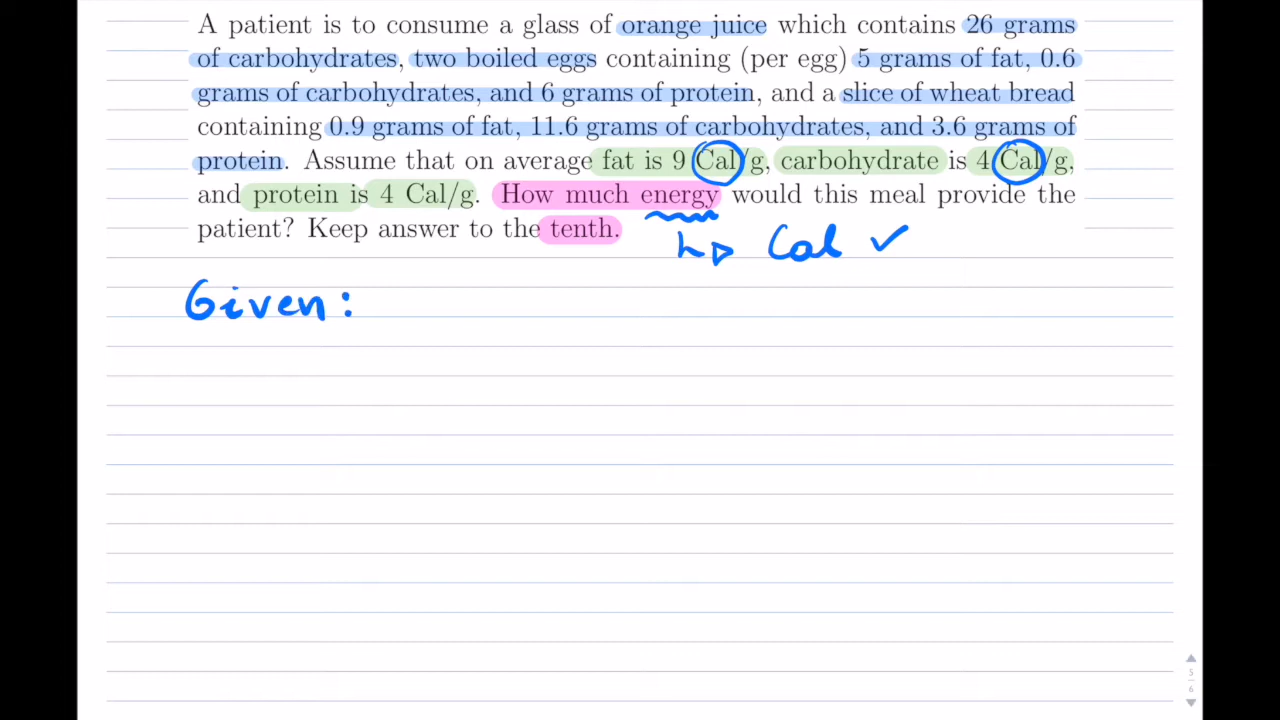 A patient is to consume a glass of orange juice which contains 26 grams
of carbohydrates, two boiled eggs containing (per egg) 5 grams of fat, 0.6
grams of carbohydrates, and 6 grams of protein, and a slice of wheat bread
containing 0.9 grams of fat, 11.6 grams of carbohydrates, and 3.6 grams of
protein. Assume that on average fat is 9 Cal/g, carbohydrate is 4 Cal/g,
and protein is 4 Cal/g. How much energy would this meal provide the
patient? Keep answer to the tenth.
Cal ✓
Given:
5
6